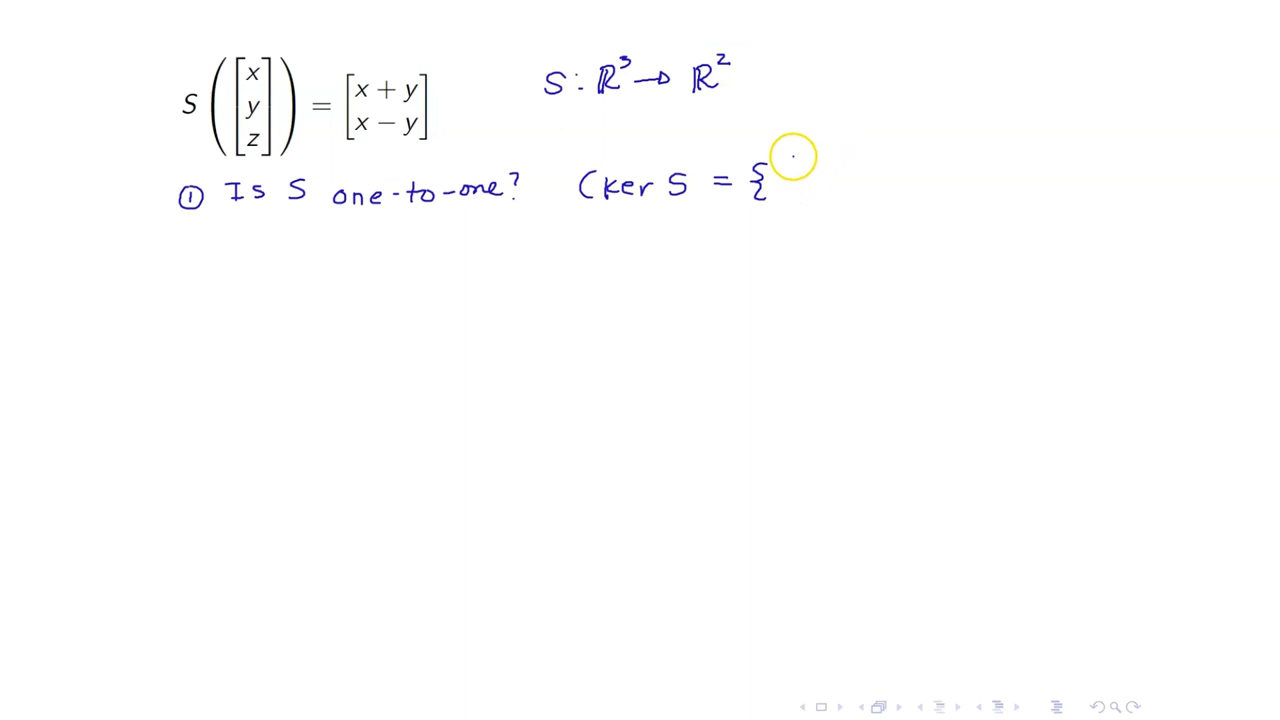 S([x y z]) = [x + y x − y] S : ℝ³ → ℝ²
① Is S one-to-one? (ker S = {